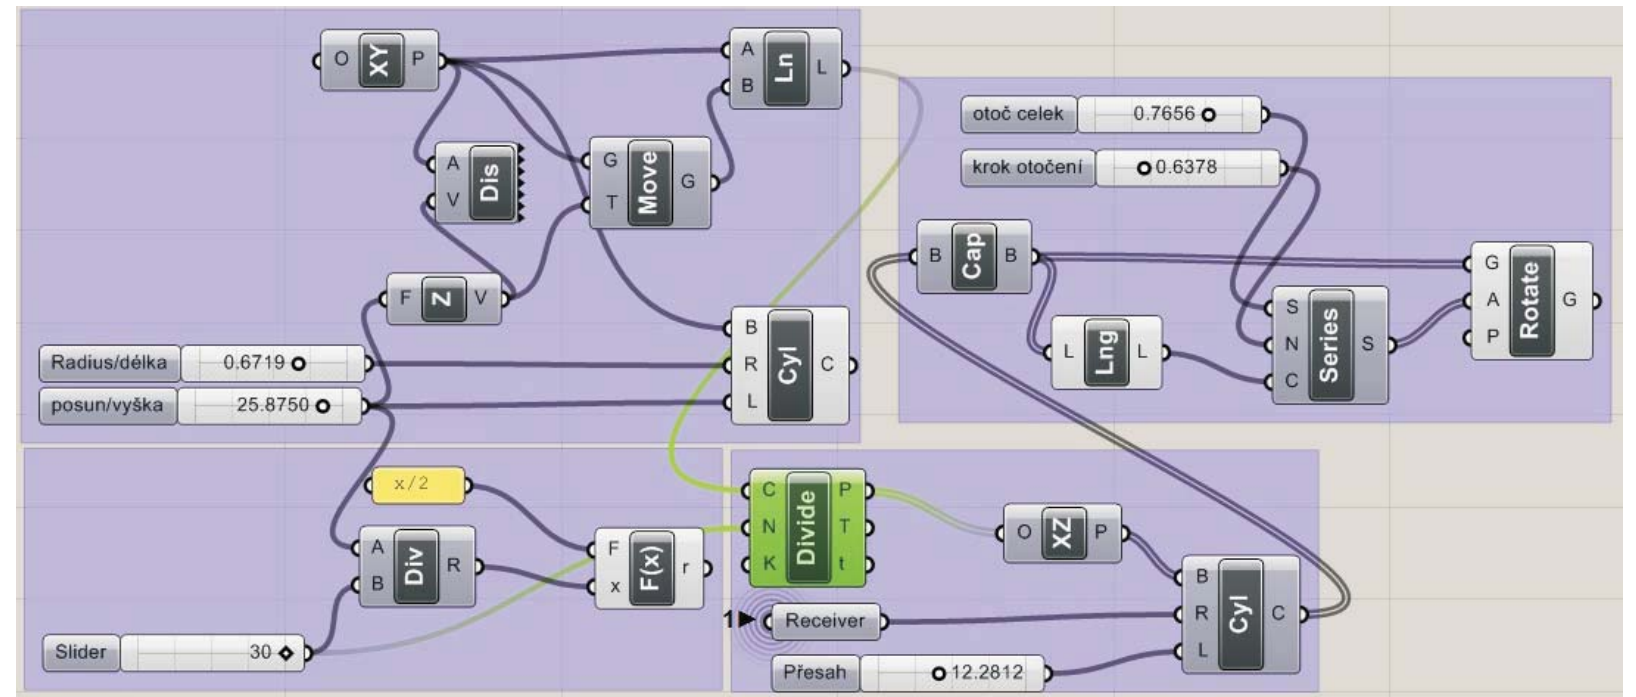 O XY P
A B Ln L
A V Dis
G T Move G
F Z V
Radius/délka 0.6719
posun/vyška 25.8750
B R L Cyl C
otoč celek 0.7656
krok otočení 0.6378
B Cap B
L Lng L
S N C Series S
G A P Rotate G
x/2
A B Div R
F x F(x) r
Slider 30
C N K Divide P T t
O XZ P
1 Receiver
Přesah 12.2812
B R L Cyl C